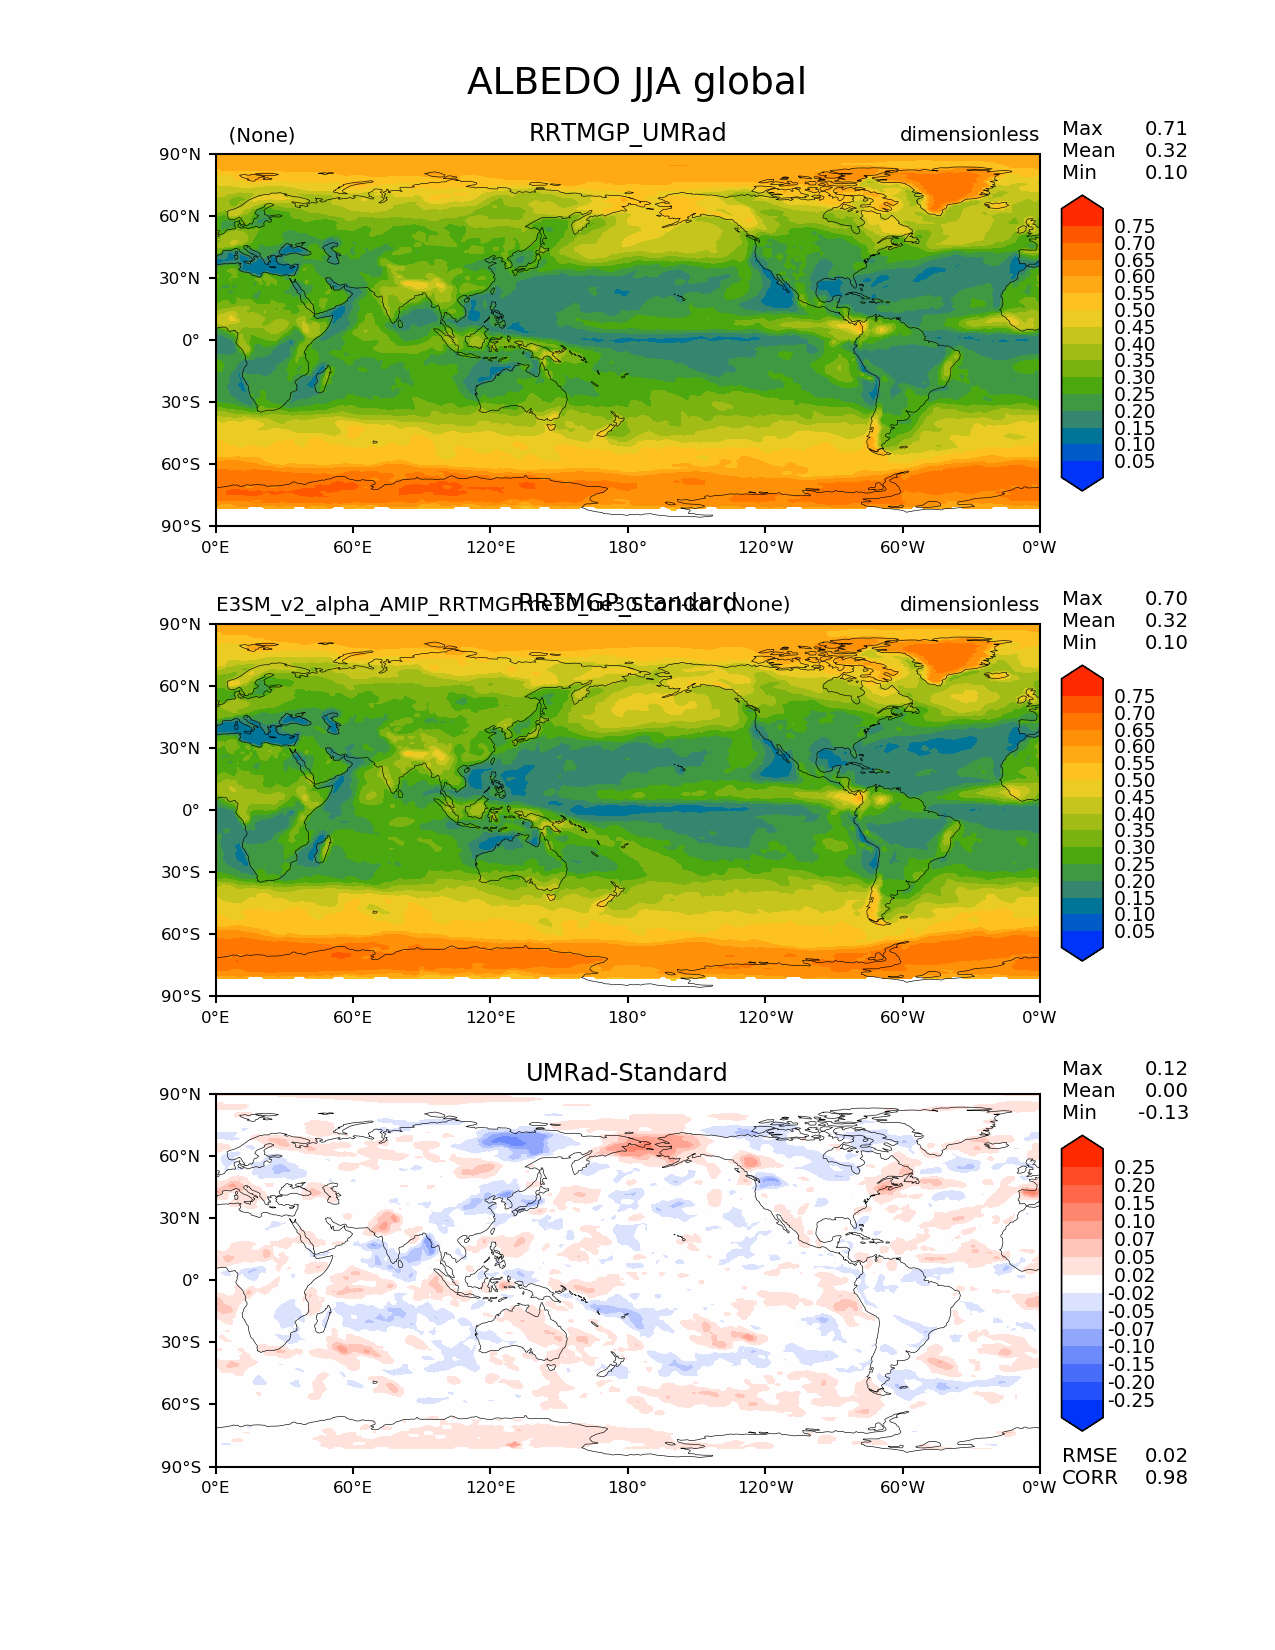 ALBEDO JJA global
(None) RRTMGP_UMRad dimensionless
Max 0.71
Mean 0.32
Min 0.10
90°N
60°N
30°N
0°
30°S
60°S
90°S
0°E 60°E 120°E 180° 120°W 60°W 0°W
0.75
0.70
0.65
0.60
0.55
0.50
0.45
0.40
0.35
0.30
0.25
0.20
0.15
0.10
0.05
E3SM_v2_alpha_AMIP_RRTMGP (None) RRTMGP_standard dimensionless
Max 0.70
Mean 0.32
Min 0.10
90°N
60°N
30°N
0°
30°S
60°S
90°S
0°E 60°E 120°E 180° 120°W 60°W 0°W
0.75
0.70
0.65
0.60
0.55
0.50
0.45
0.40
0.35
0.30
0.25
0.20
0.15
0.10
0.05
UMRad-Standard
Max 0.12
Mean 0.00
Min -0.13
90°N
60°N
30°N
0°
30°S
60°S
90°S
0°E 60°E 120°E 180° 120°W 60°W 0°W
0.25
0.20
0.15
0.10
0.07
0.05
0.02
-0.02
-0.05
-0.07
-0.10
-0.15
-0.20
-0.25
RMSE 0.02
CORR 0.98